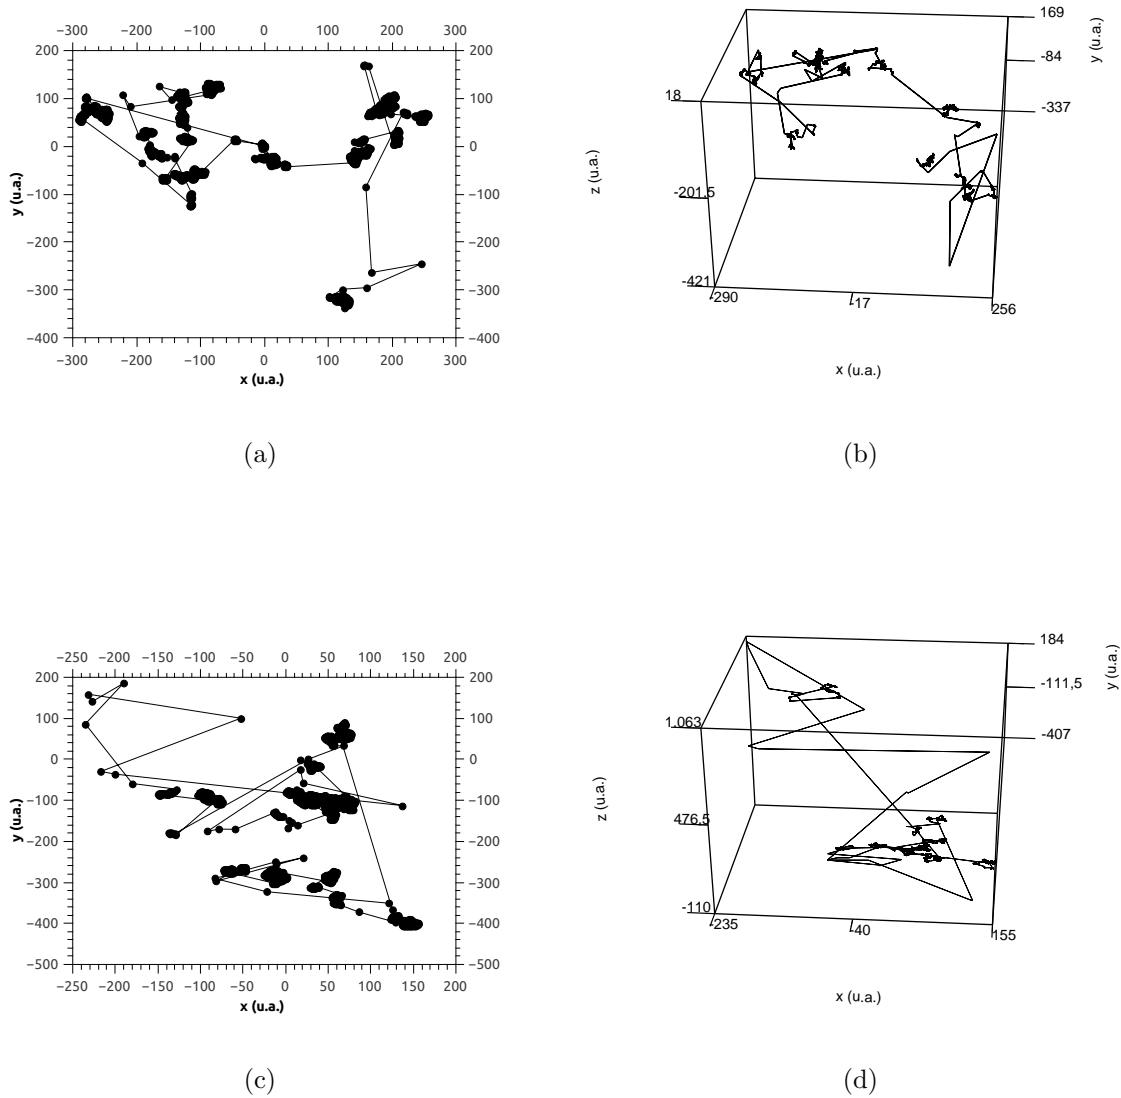 −300 −200 −100 0 100 200 300
200 200
100 100
0 0
−100 −100
−200 −200
−300 −300
−400 −400
−300 −200 −100 0 100 200 300
x (u.a.)
y (u.a.)
(a)
169
-84
-337
y (u.a.)
18
-201,5
-421
z (u.a.)
-290 -17 256
x (u.a.)
(b)
−250 −200 −150 −100 −50 0 50 100 150 200
200 200
100 100
0 0
−100 −100
−200 −200
−300 −300
−400 −400
−500 −500
−250 −200 −150 −100 −50 0 50 100 150 200
x (u.a.)
y (u.a.)
(c)
184
-111,5
-407
y (u.a.)
1.063
476,5
-110
z (u.a.)
-235 -40 155
x (u.a.)
(d)